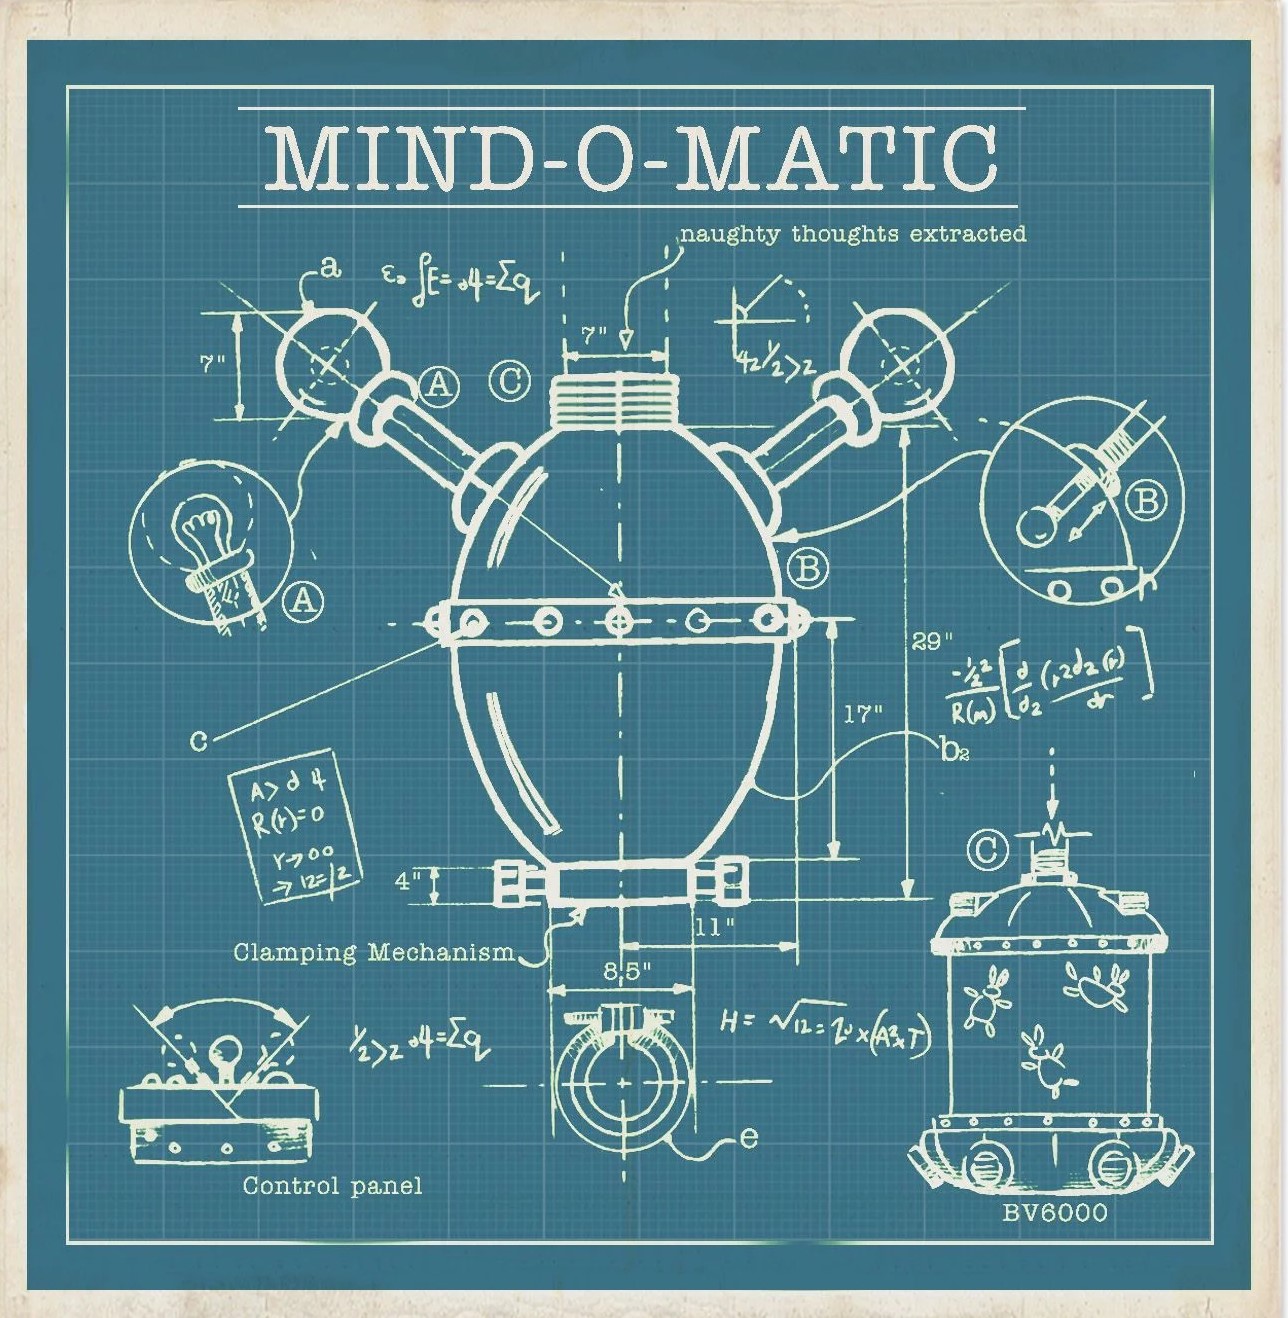 MIND-O-MATIC
naughty thoughts extracted
a
7"
7"
A
C
A
B
B
29"
17"
c
b₂
A> d 4
R(r)=0
r→00
C
4"
11"
Clamping Mechanism
8.5"
e
Control panel
BV6000